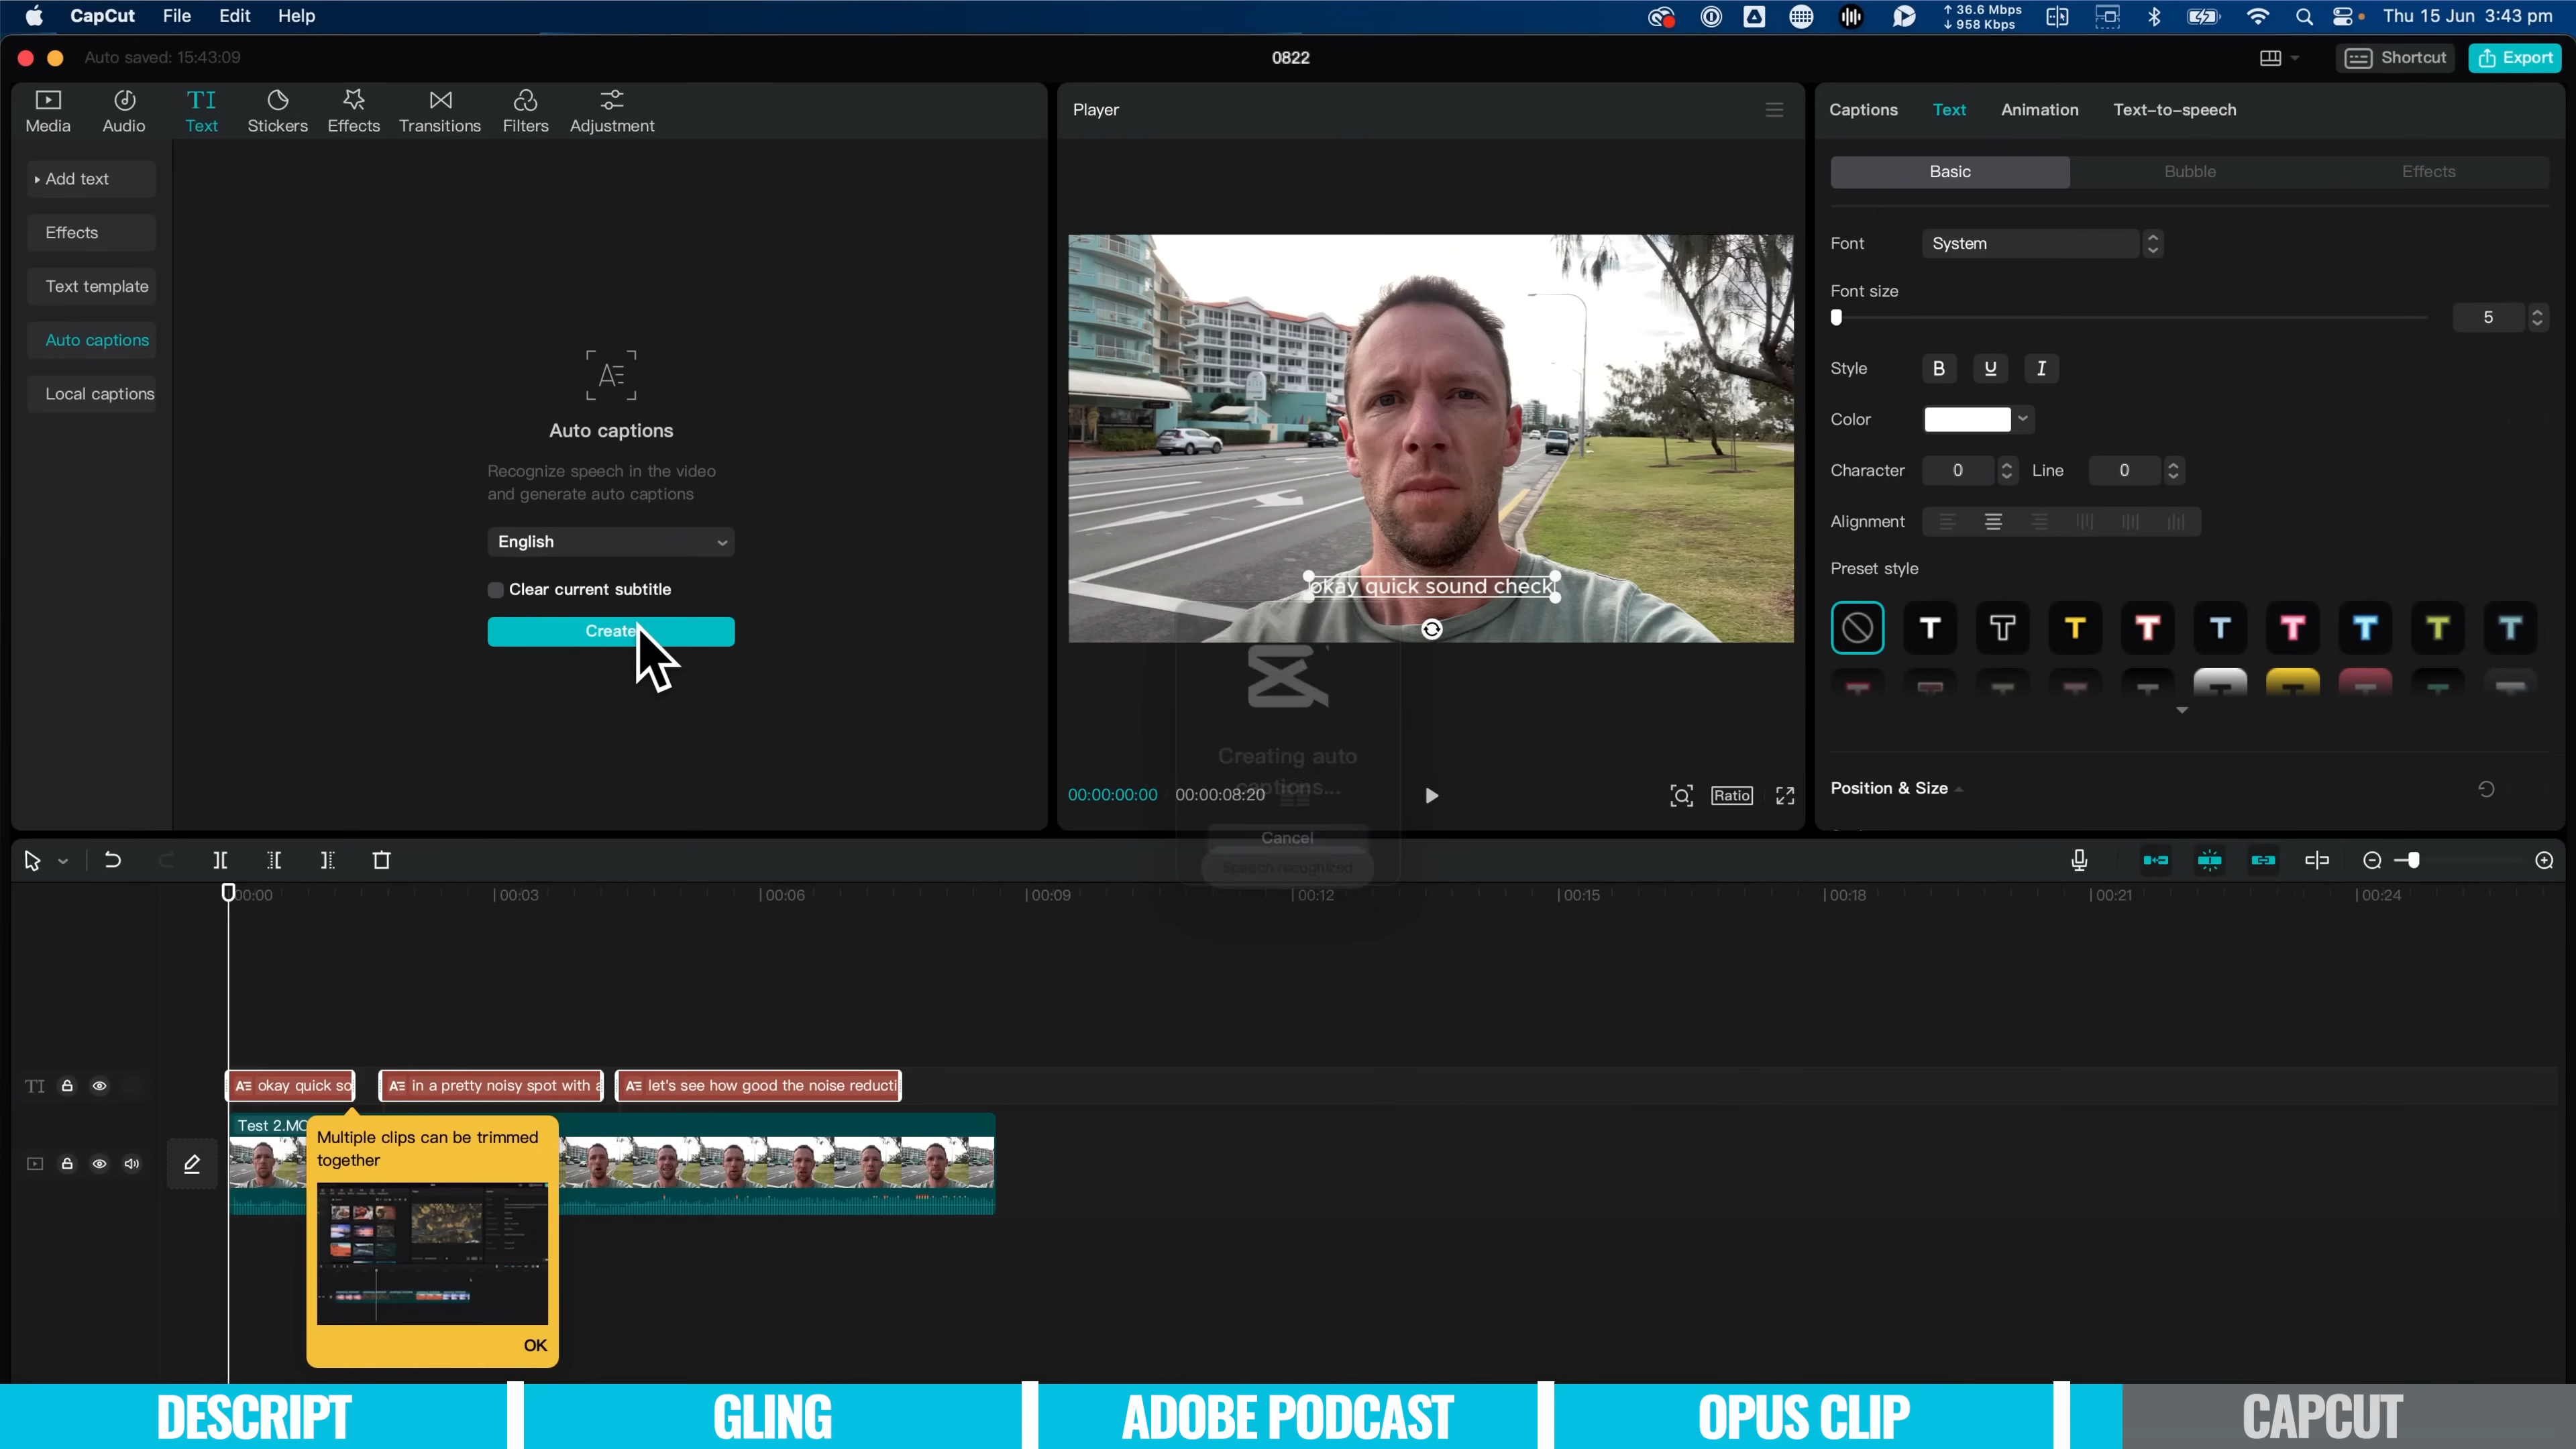 CapCut File Edit Help
↑ 36.6 Mbps
↓ 958 Kbps
Thu 15 Jun 3:43 pm
Auto saved: 15:43:09
0822
Shortcut
Export
Media Audio Text Stickers Effects Transitions Filters Adjustment
Add text
Effects
Text template
Auto captions
Local captions
Auto captions
Recognize speech in the video
and generate auto captions
English
Clear current subtitle
Create
Player
okay quick sound check
Creating auto
captions...
00:00:00:00 00:00:08:20
Ratio
Cancel
Speech recognized
Captions Text Animation Text-to-speech
Basic Bubble Effects
Font System
Font size
5
Style B U I
Color
Character 0 Line 0
Alignment
Preset style
Position & Size
00:00 00:03 00:06 00:09 00:12 00:15 00:18 00:21 00:24
okay quick so
in a pretty noisy spot with a
let's see how good the noise reducti
Test 2.MO
Multiple clips can be trimmed
together
OK
DESCRIPT GLING ADOBE PODCAST OPUS CLIP CAPCUT